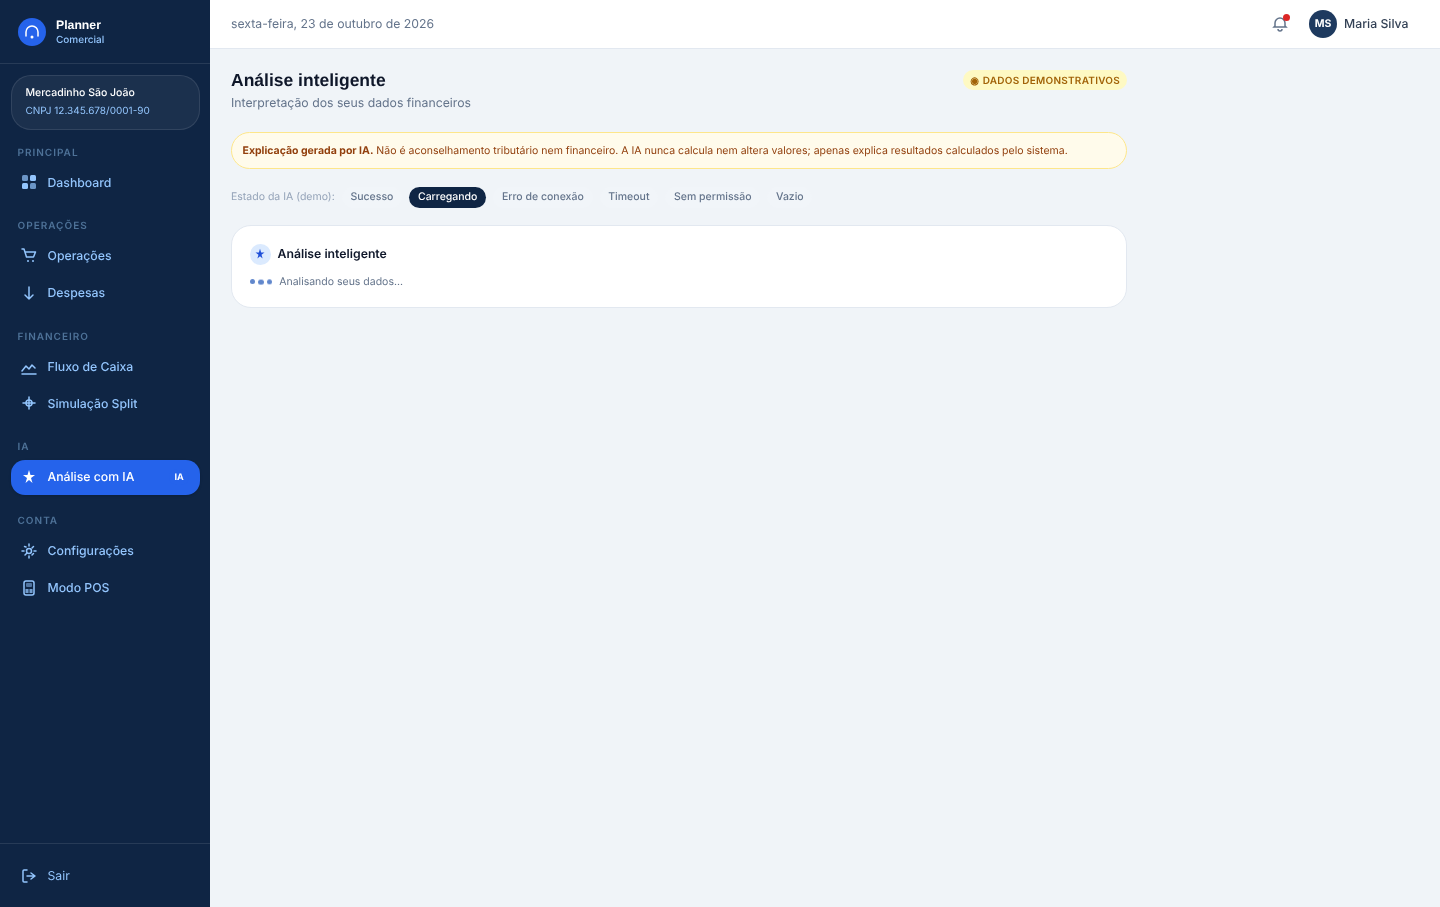 Planner
Comercial
Mercadinho São João
CNPJ 12.345.678/0001-90
PRINCIPAL
Dashboard
OPERAÇÕES
Operações
Despesas
FINANCEIRO
Fluxo de Caixa
Simulação Split
IA
Análise com IA IA
CONTA
Configurações
Modo POS
Sair
sexta-feira, 23 de outubro de 2026
MS Maria Silva
Análise inteligente
DADOS DEMONSTRATIVOS
Interpretação dos seus dados financeiros
Explicação gerada por IA. Não é aconselhamento tributário nem financeiro. A IA nunca calcula nem altera valores; apenas explica resultados calculados pelo sistema.
Estado da IA (demo): Sucesso Carregando Erro de conexão Timeout Sem permissão Vazio
Análise inteligente
Analisando seus dados...